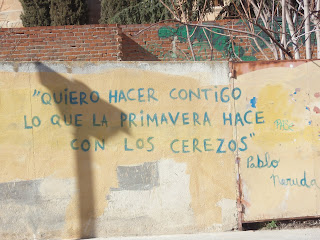 "QUIERO HACER CONTIGO
LO QUE LA PRIMAVERA HACE
CON LOS CEREZOS"
Pablo
Neruda